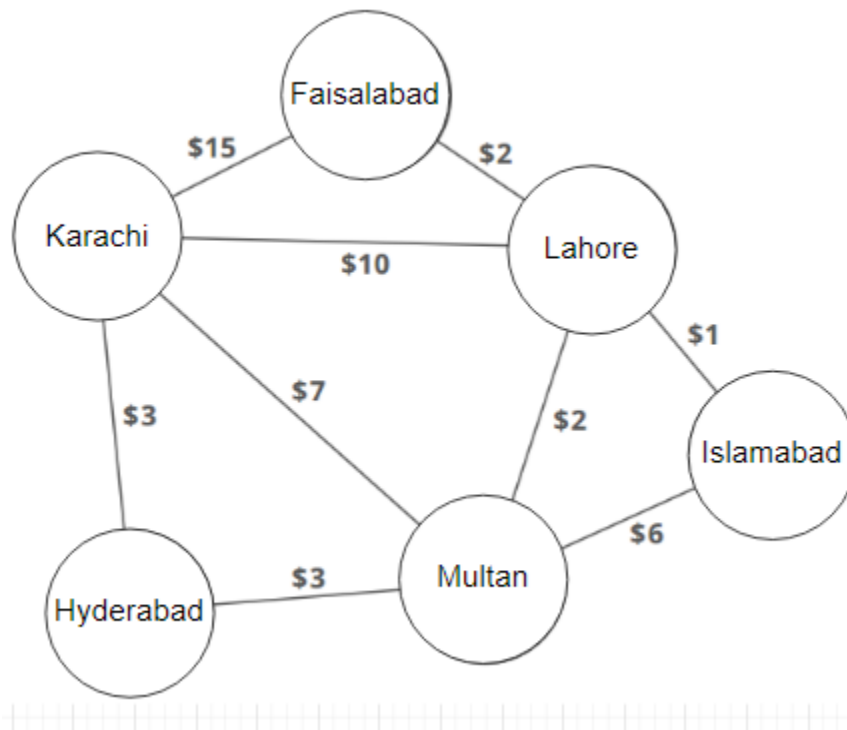 Faisalabad
$15
$2
Karachi
Lahore
$10
$1
$7
$3
$2
Islamabad
$6
Multan
$3
Hyderabad